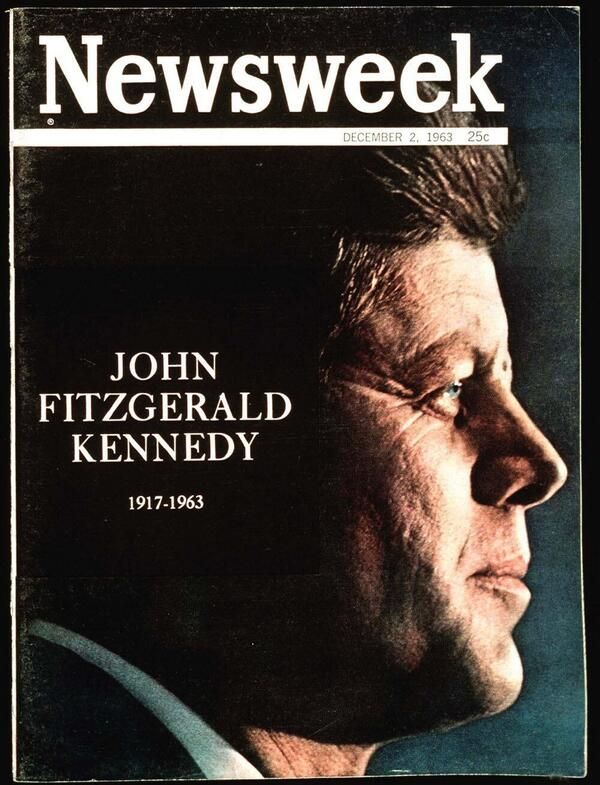 Newsweek
®
DECEMBER 2, 1963 25c
JOHN
FITZGERALD
KENNEDY
1917-1963